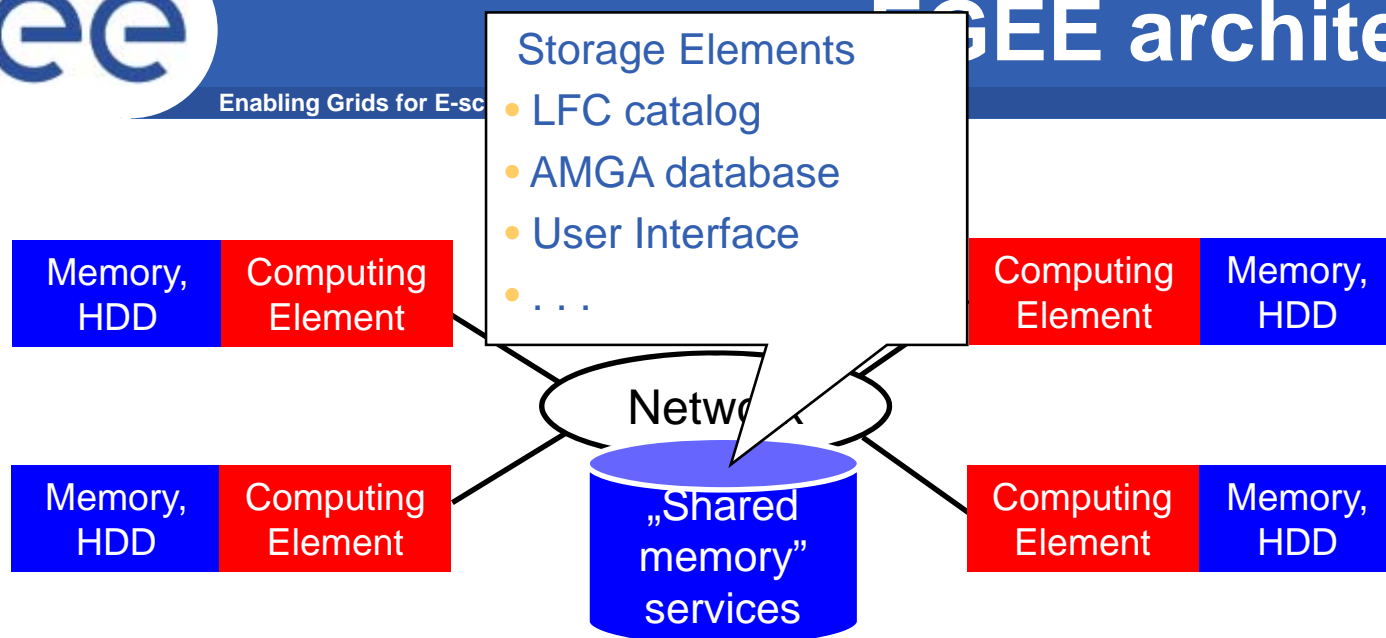 ee
EGEE archite
Enabling Grids for E-sc
Storage Elements
• LFC catalog
• AMGA database
• User Interface
• . . .
Memory,
HDD
Computing
Element
Computing
Element
Memory,
HDD
Netwo
Memory,
HDD
Computing
Element
„Shared
memory”
services
Computing
Element
Memory,
HDD